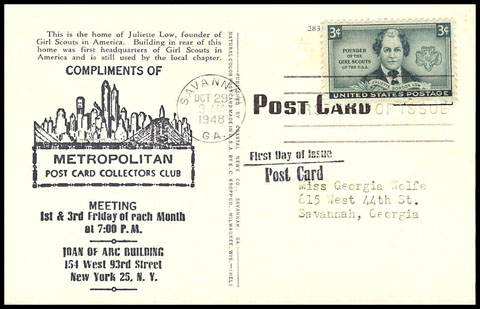 This is the home of Juliette Low, founder of
Girl Scouts in America. Building in rear of this
home was first headquarters of Girl Scouts in
America and is still used by the local chapter.
COMPLIMENTS OF
METROPOLITAN
POST CARD COLLECTORS CLUB
MEETING
1st & 3rd Friday of each Month
at 7:00 P. M.
JOAN OF ARC BUILDING
154 West 93rd Street
New York 25, N. Y.
SAVANNAH
OCT 29
1948
GA.
283
3¢ 3¢
FOUNDER
OF THE
GIRL SCOUTS
OF THE U.S.A.
UNITED STATES POSTAGE
POST CARD
OF ISSUE
First Day of Issue
Post Card
Miss Georgia Wolfe
615 West 44th St.
Savannah, Georgia